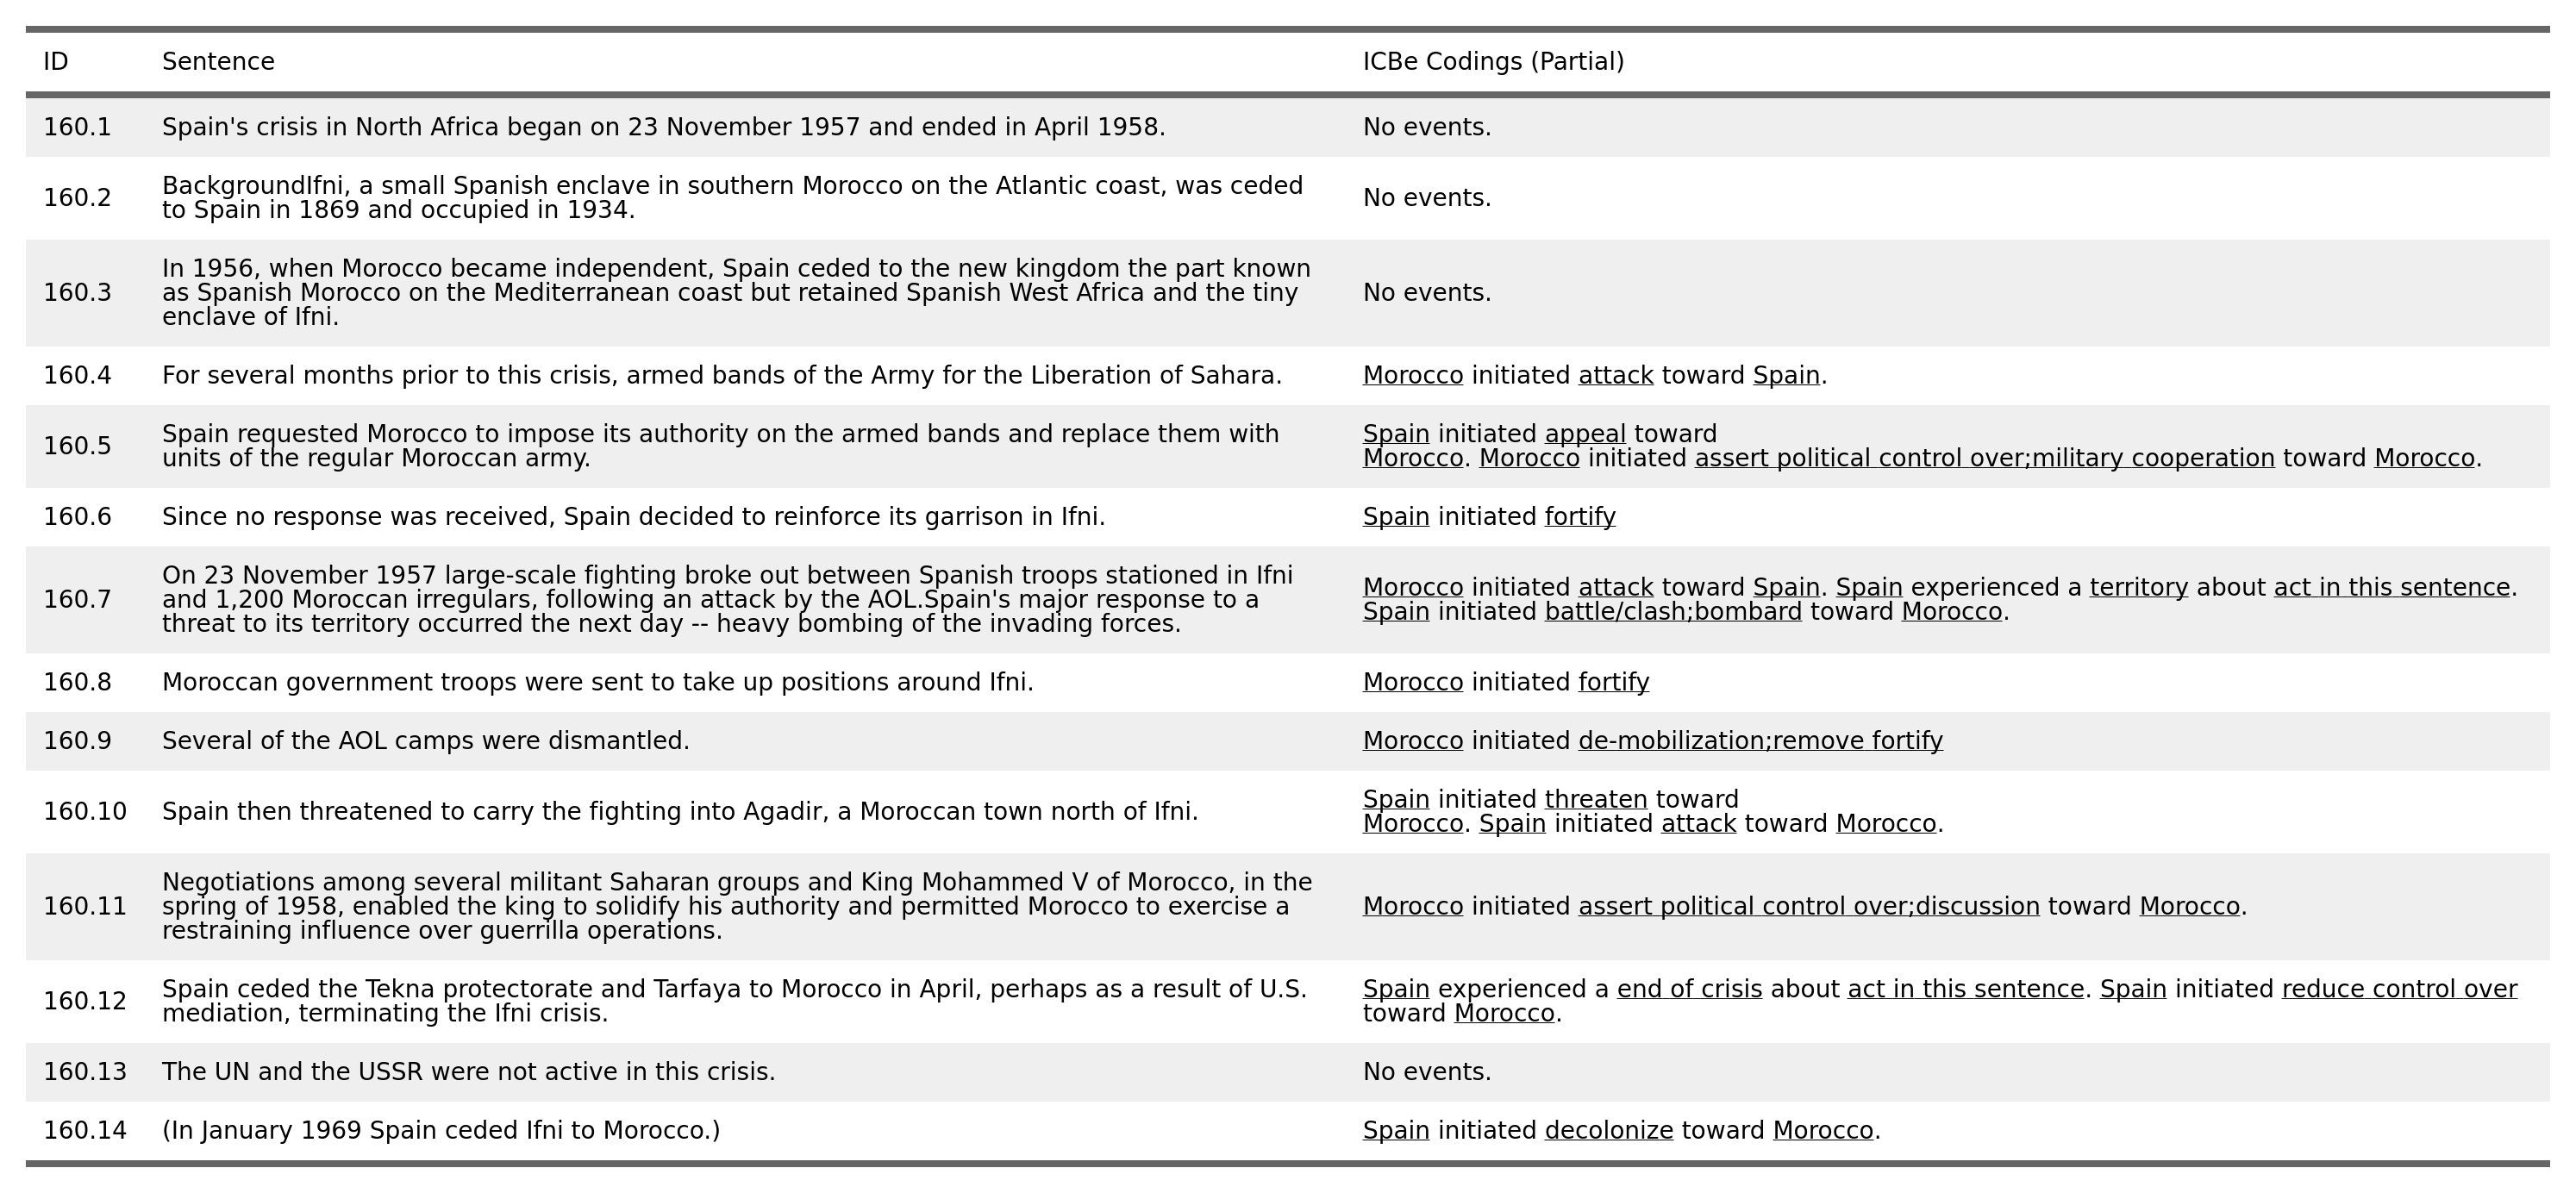 ID Sentence ICBe Codings (Partial)
160.1 Spain's crisis in North Africa began on 23 November 1957 and ended in April 1958. No events.
160.2 BackgroundIfni, a small Spanish enclave in southern Morocco on the Atlantic coast, was ceded
to Spain in 1869 and occupied in 1934. No events.
160.3 In 1956, when Morocco became independent, Spain ceded to the new kingdom the part known
as Spanish Morocco on the Mediterranean coast but retained Spanish West Africa and the tiny
enclave of Ifni. No events.
160.4 For several months prior to this crisis, armed bands of the Army for the Liberation of Sahara. Morocco initiated attack toward Spain.
160.5 Spain requested Morocco to impose its authority on the armed bands and replace them with
units of the regular Moroccan army. Spain initiated appeal toward
Morocco. Morocco initiated assert political control over;military cooperation toward Morocco.
160.6 Since no response was received, Spain decided to reinforce its garrison in Ifni. Spain initiated fortify
160.7 On 23 November 1957 large-scale fighting broke out between Spanish troops stationed in Ifni
and 1,200 Moroccan irregulars, following an attack by the AOL.Spain's major response to a
threat to its territory occurred the next day -- heavy bombing of the invading forces. Morocco initiated attack toward Spain. Spain experienced a territory about act in this sentence.
Spain initiated battle/clash;bombard toward Morocco.
160.8 Moroccan government troops were sent to take up positions around Ifni. Morocco initiated fortify
160.9 Several of the AOL camps were dismantled. Morocco initiated de-mobilization;remove fortify
160.10 Spain then threatened to carry the fighting into Agadir, a Moroccan town north of Ifni. Spain initiated threaten toward
Morocco. Spain initiated attack toward Morocco.
160.11 Negotiations among several militant Saharan groups and King Mohammed V of Morocco, in the
spring of 1958, enabled the king to solidify his authority and permitted Morocco to exercise a
restraining influence over guerrilla operations. Morocco initiated assert political control over;discussion toward Morocco.
160.12 Spain ceded the Tekna protectorate and Tarfaya to Morocco in April, perhaps as a result of U.S.
mediation, terminating the Ifni crisis. Spain experienced a end of crisis about act in this sentence. Spain initiated reduce control over
toward Morocco.
160.13 The UN and the USSR were not active in this crisis. No events.
160.14 (In January 1969 Spain ceded Ifni to Morocco.) Spain initiated decolonize toward Morocco.